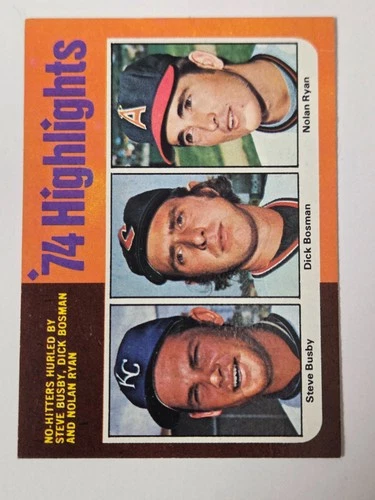 '74 Highlights
NO-HITTERS HURLED BY
STEVE BUSBY, DICK BOSMAN
AND NOLAN RYAN
KC
C
A
Steve Busby
Dick Bosman
Nolan Ryan